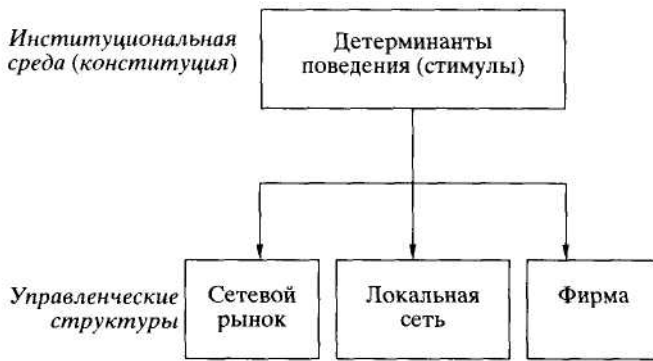 Институциональная
среда (конституция)
Детерминанты
поведения (стимулы)
Управленческие
структуры
Сетевой
рынок
Локальная
сеть
Фирма